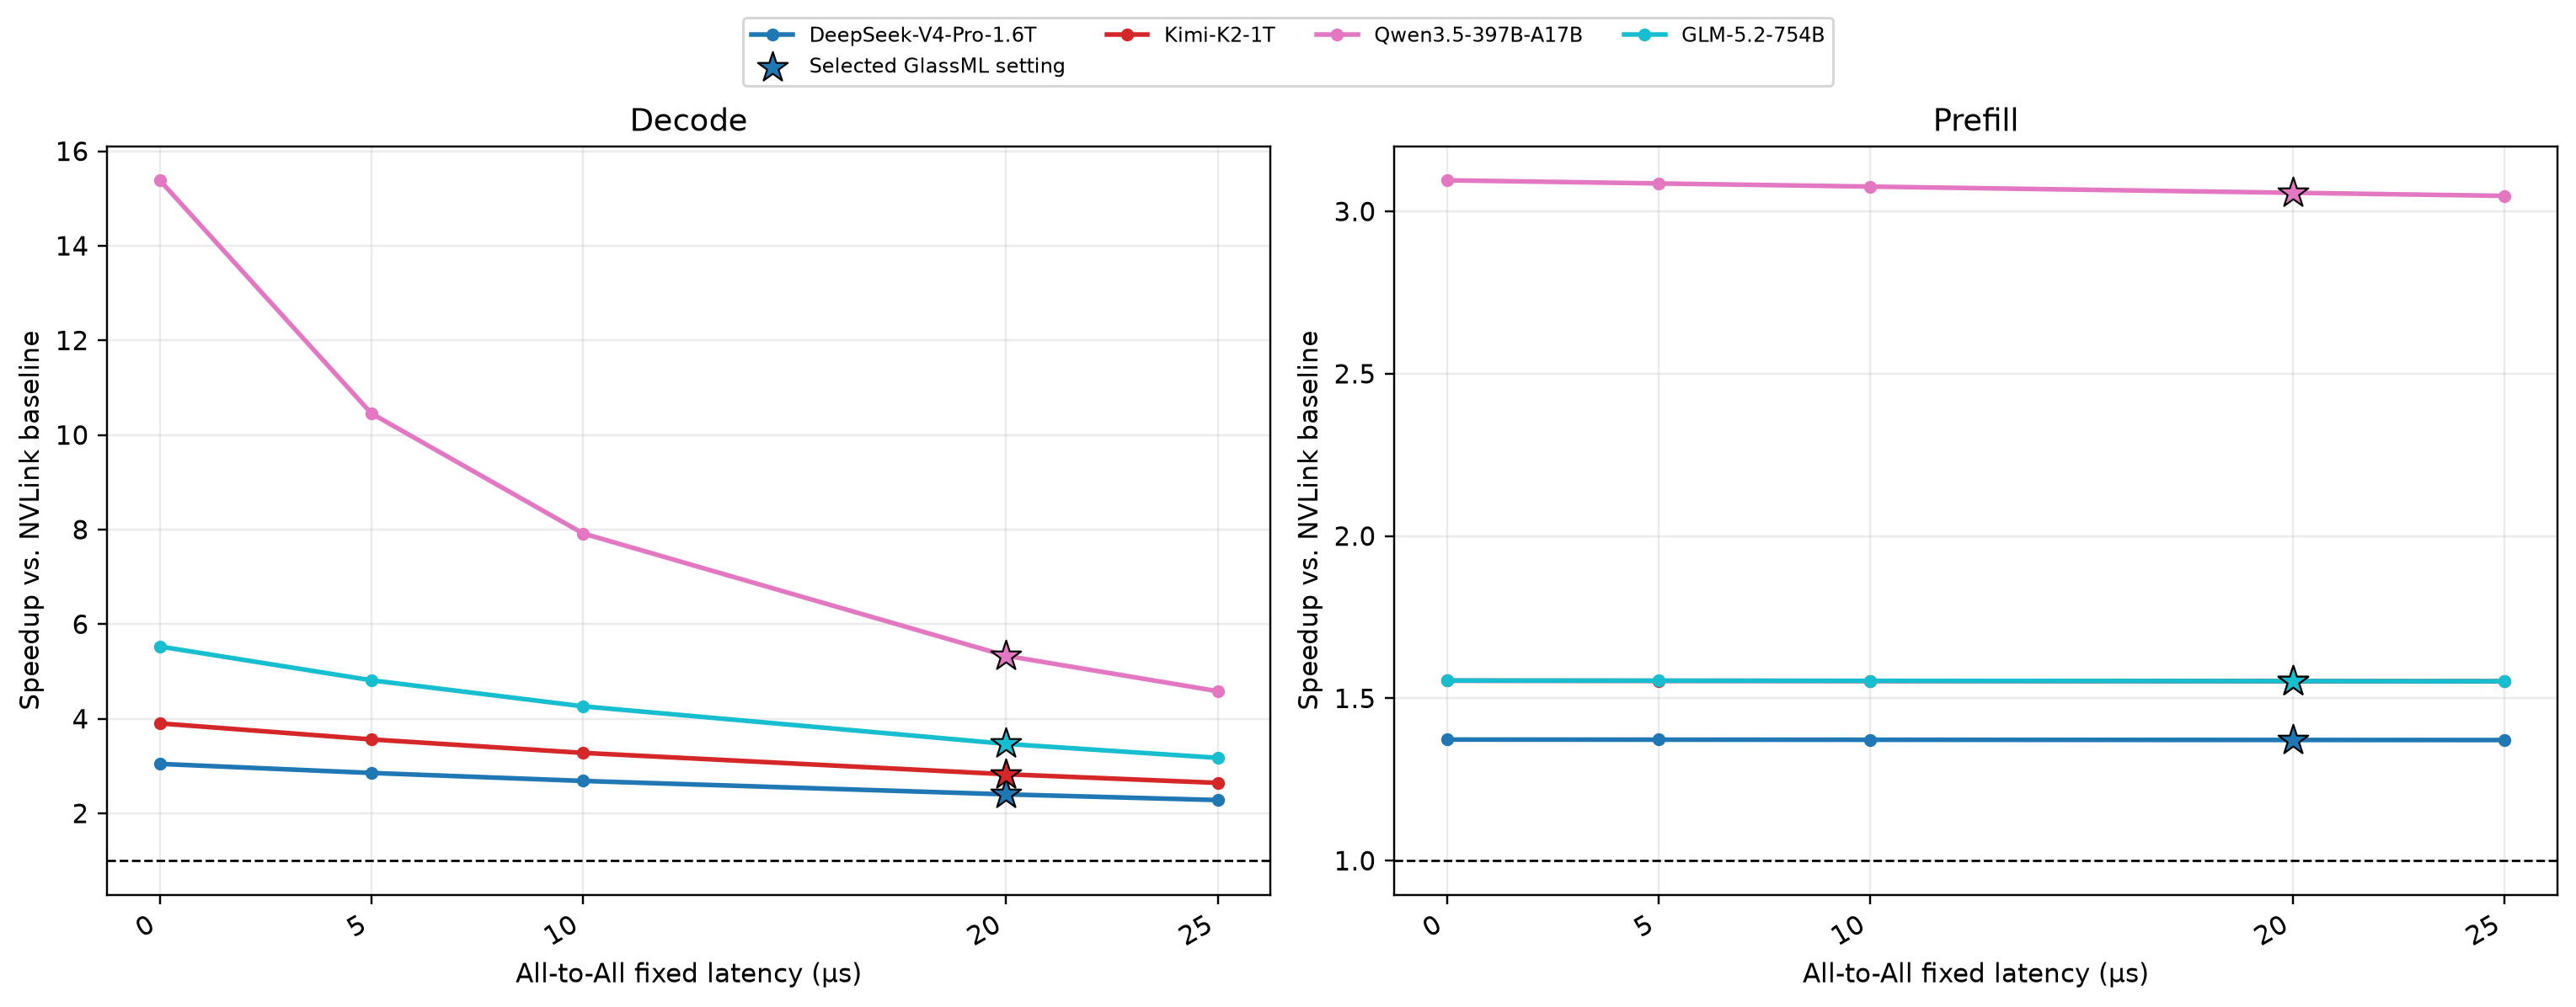 DeepSeek-V4-Pro-1.6T Kimi-K2-1T Qwen3.5-397B-A17B GLM-5.2-754B
Selected GlassML setting
Decode
Speedup vs. NVLink baseline
16
14
12
10
8
6
4
2
0 5 10 20 25
All-to-All fixed latency (µs)
Prefill
Speedup vs. NVLink baseline
3.0
2.5
2.0
1.5
1.0
0 5 10 20 25
All-to-All fixed latency (µs)